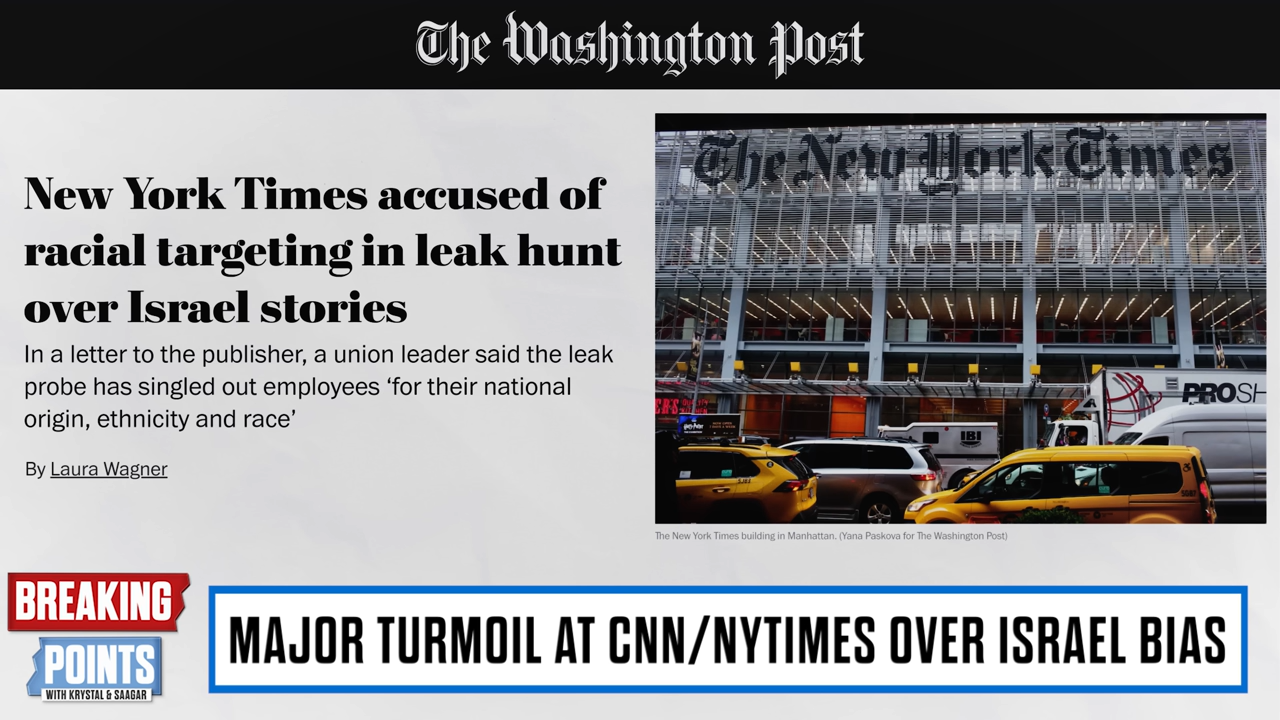 The Washington Post
New York Times accused of
racial targeting in leak hunt
over Israel stories
In a letter to the publisher, a union leader said the leak
probe has singled out employees ‘for their national
origin, ethnicity and race’
By Laura Wagner
The New York Times
PROSH
IBI
The New York Times building in Manhattan. (Yana Paskova for The Washington Post)
BREAKING
POINTS
WITH KRYSTAL & SAAGAR
MAJOR TURMOIL AT CNN/NYTIMES OVER ISRAEL BIAS